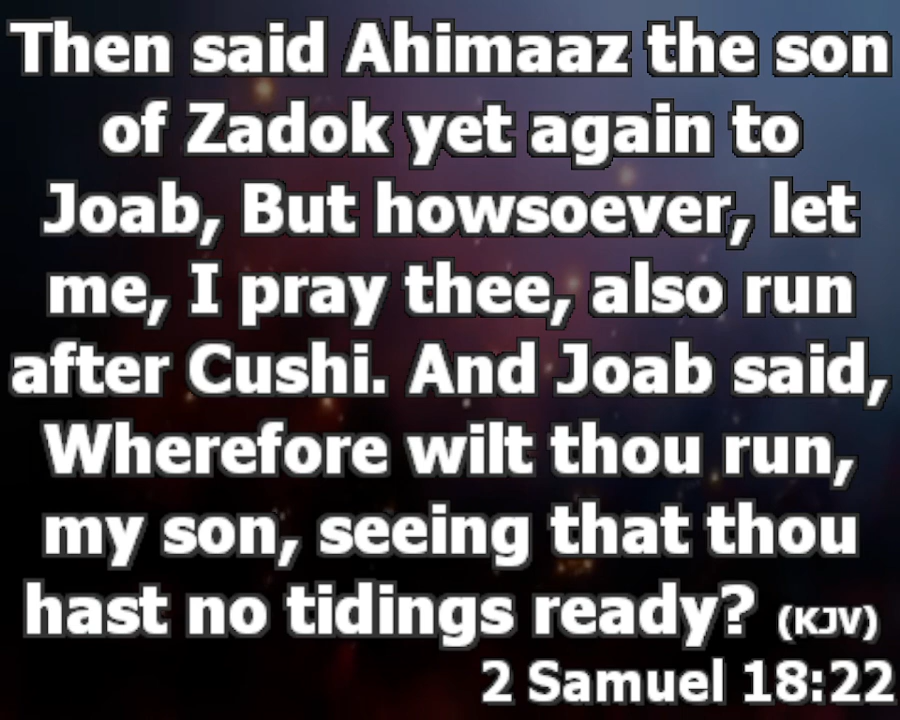 Then said Ahimaaz the son
of Zadok yet again to
Joab, But howsoever, let
me, I pray thee, also run
after Cushi. And Joab said,
Wherefore wilt thou run,
my son, seeing that thou
hast no tidings ready? (KJV)
2 Samuel 18:22